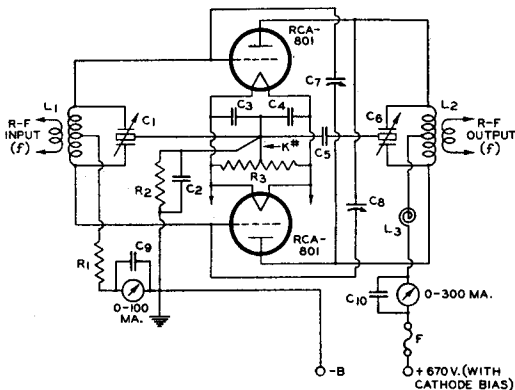 RCA-
801
L1
R-F
INPUT
(f)
C1
C3
C4
C7
C6
L2
R-F
OUTPUT
(f)
K#
C5
R2
C2
R3
C8
RCA-
801
L3
R1
C9
0-100
MA.
C10
0-300 MA.
F
-B
+670V.(WITH
CATHODE BIAS)